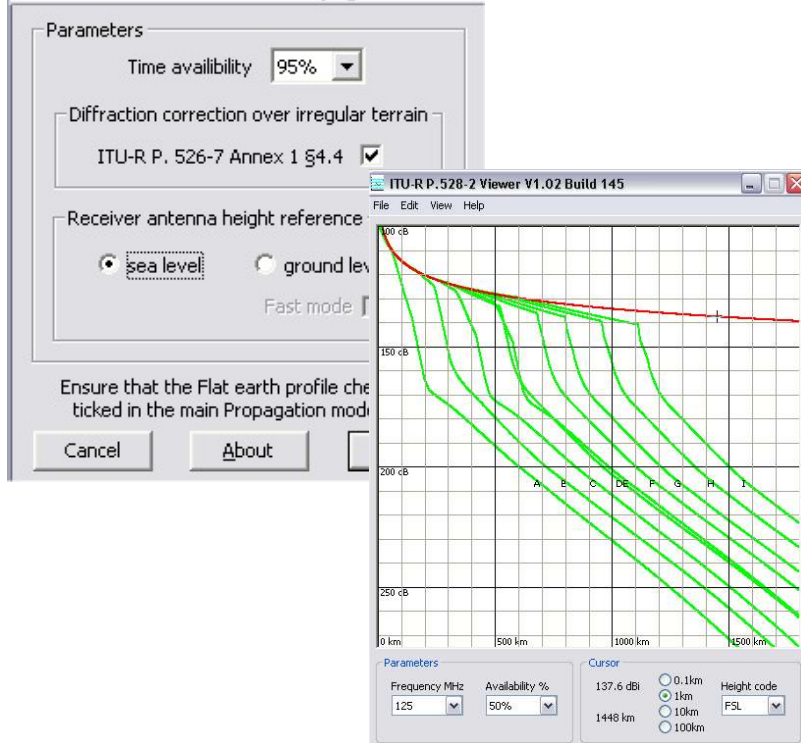 Parameters
Time availibility 95%
Diffraction correction over irregular terrain
ITU-R P. 526-7 Annex 1 §4.4
Receiver antenna height reference
sea level ground lev
Fast mode
Ensure that the Flat earth profile che
ticked in the main Propagation mod
Cancel About
ITU-R P.528-2 Viewer V1.02 Build 145
File Edit View Help
100 cB
150 cB
200 cB
A B C DE F G H I
250 cB
0 km 500 km 1000 km 1500 km
Parameters
Frequency MHz Availability %
125 50%
Cursor
137.6 dBi
1448 km
0.1km
1km
10km
100km
Height code
FSL